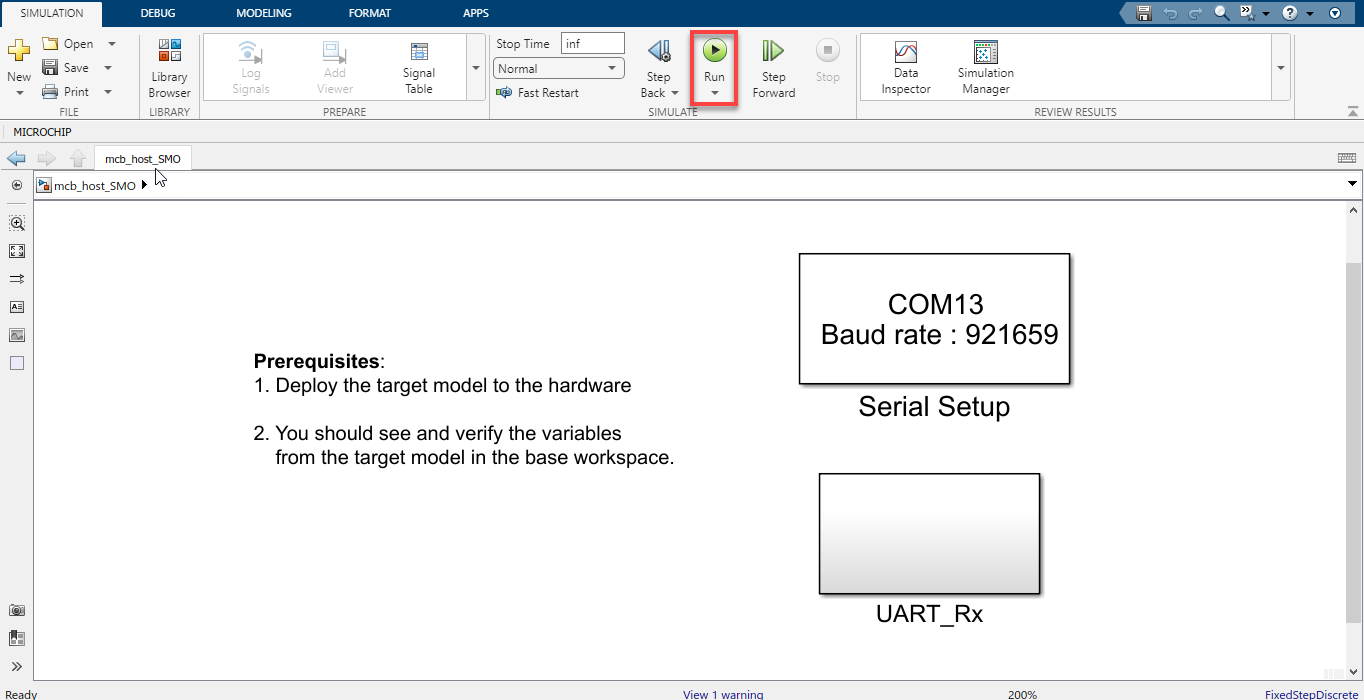 SIMULATION
DEBUG
MODELING
FORMAT
APPS
New
Open
Save
Print
FILE
Library
Browser
LIBRARY
Log
Signals
Add
Viewer
Signal
Table
PREPARE
Stop Time inf
Normal
Fast Restart
Step
Back
Run
Step
Forward
Stop
SIMULATE
Data
Inspector
Simulation
Manager
REVIEW RESULTS
MICROCHIP
mcb_host_SMO
mcb_host_SMO
COM13
Baud rate : 921659
Serial Setup
Prerequisites:
1. Deploy the target model to the hardware
2. You should see and verify the variables
from the target model in the base workspace.
UART_Rx
Ready
View 1 warning
200%
FixedStepDiscrete